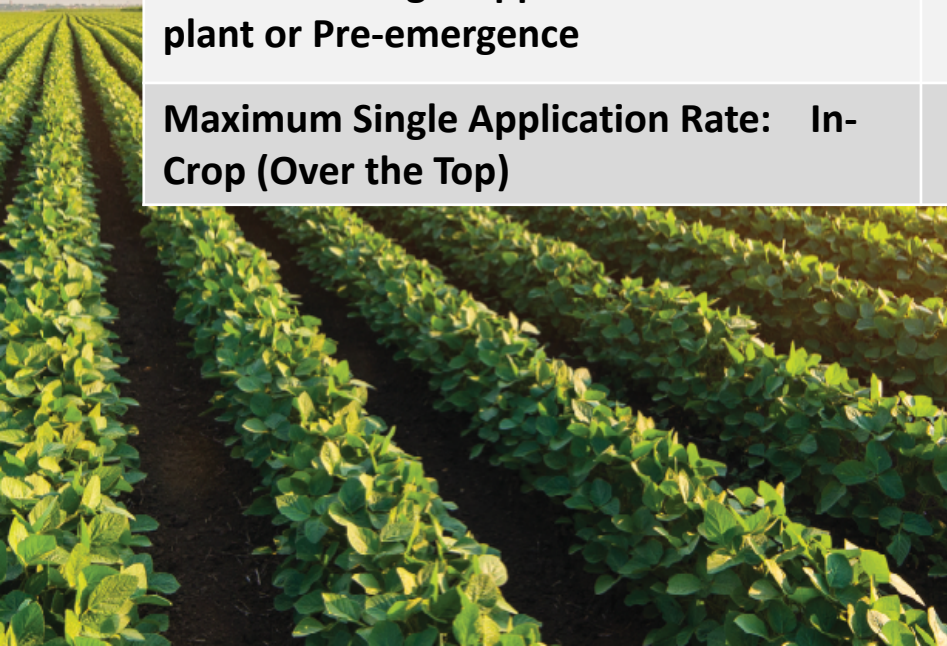 plant or Pre-emergence
Maximum Single Application Rate: In-
Crop (Over the Top)